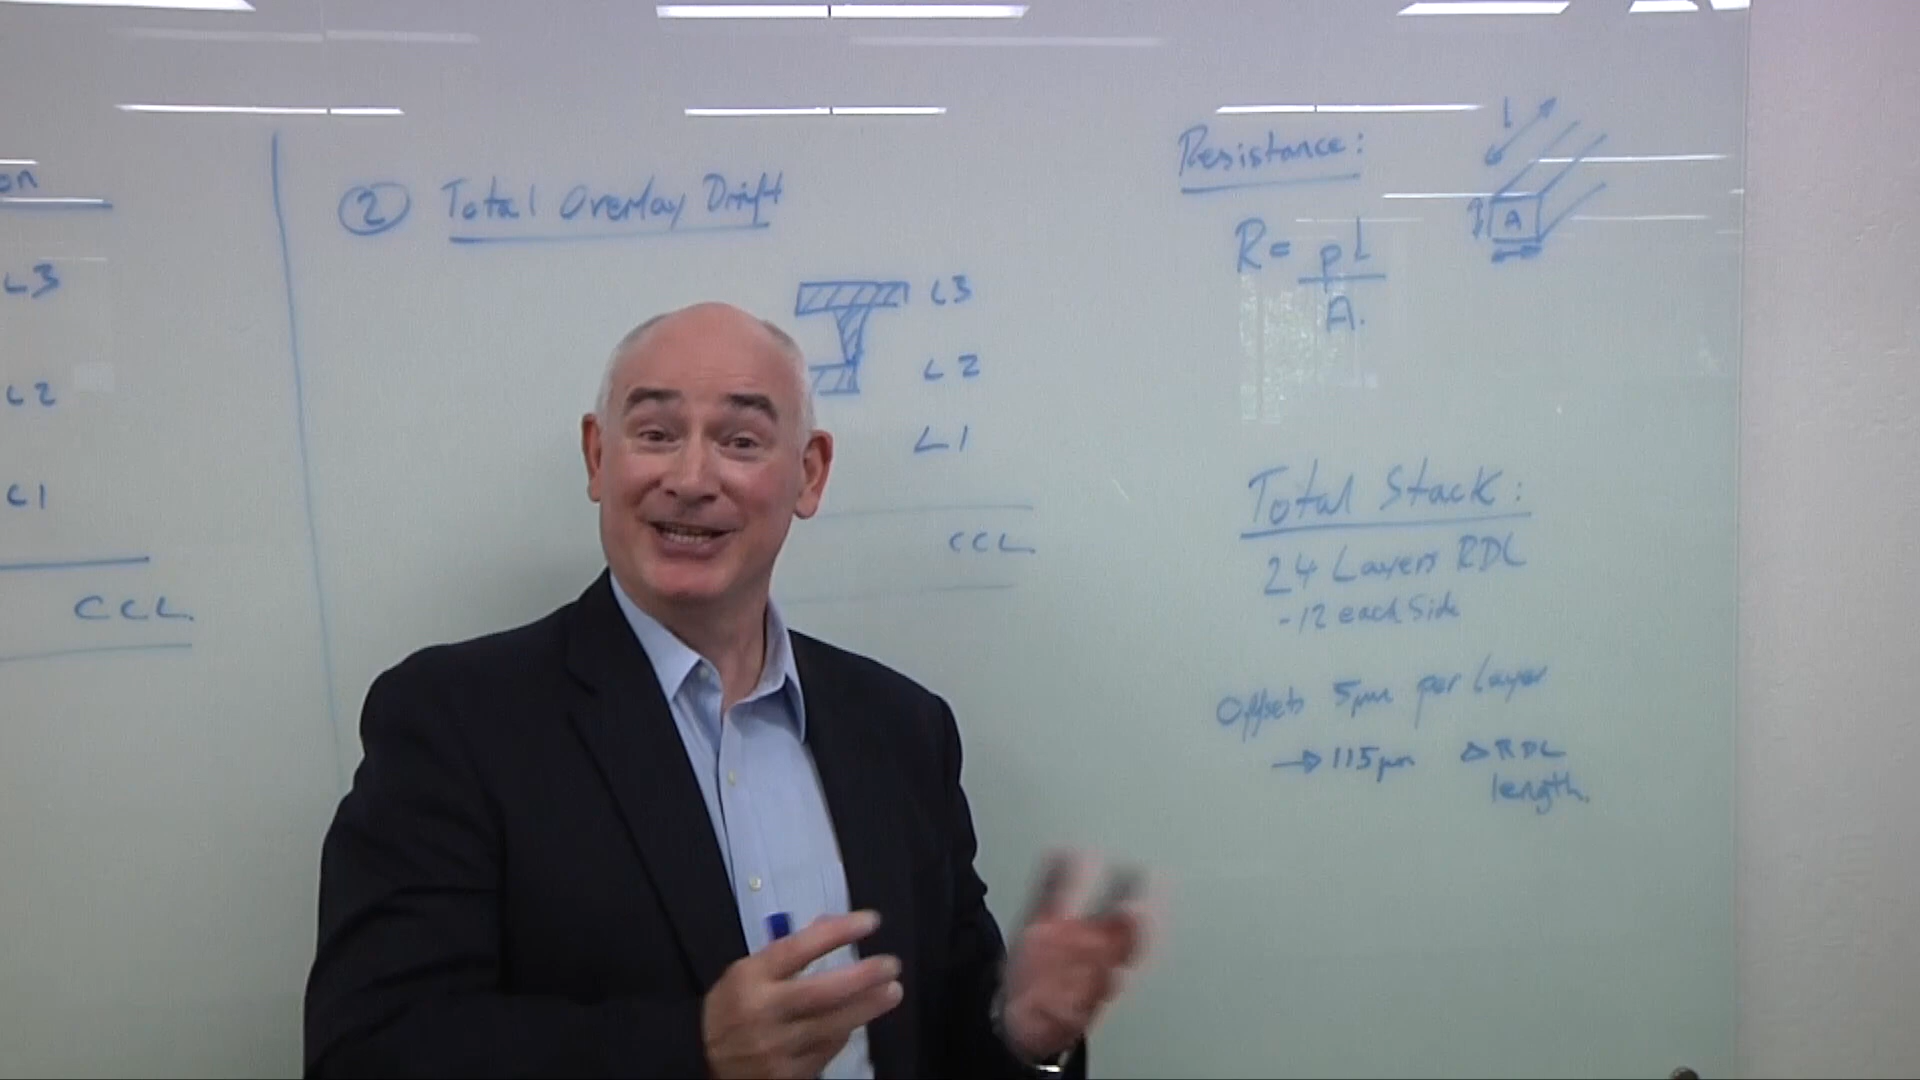 on
L3
L2
L1
CCL
② Total Overlay Drift
L3
L2
L1
CCL
Resistance:
l
A
R = ρl
A.
Total Stack:
24 Layers RDL
-12 each Side
Offsets 5μm per Layer
→ 115μm Δ RDL
length.